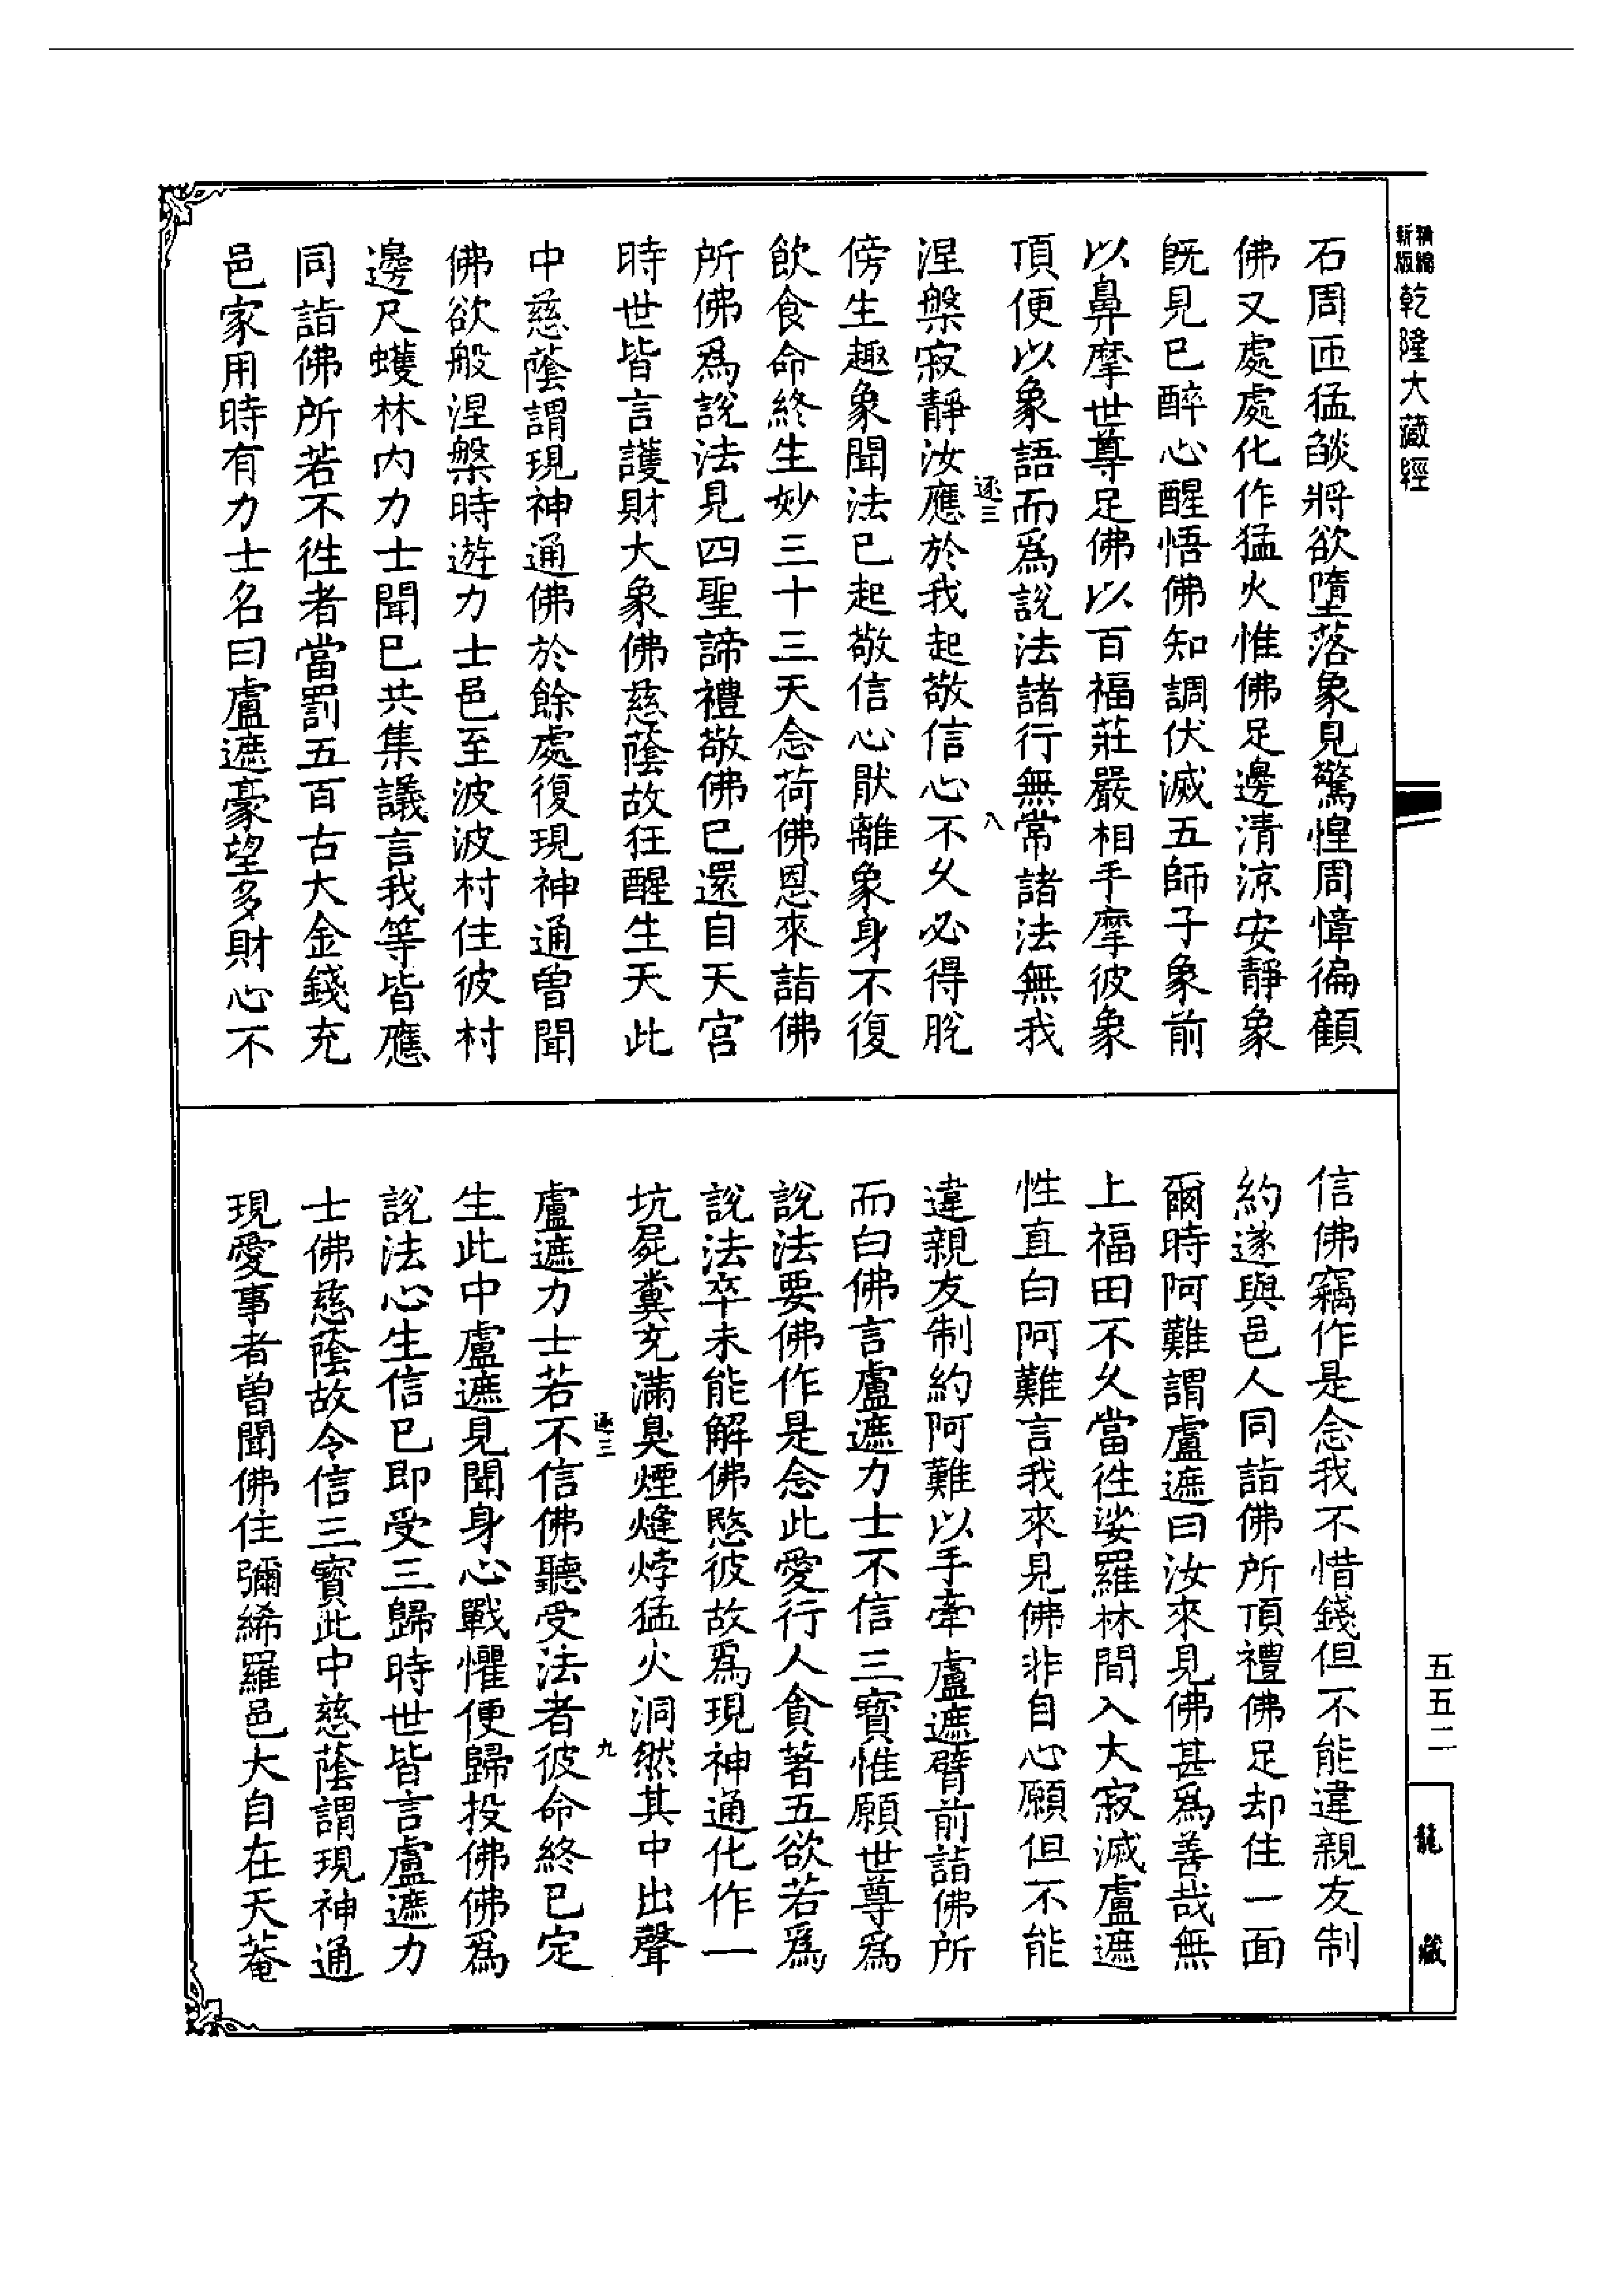 新編
新版
乾隆大藏經
石周匝猛燄將欲墮落象見驚惶周慞徧顧
佛又處處化作猛火惟佛足邊清涼安靜象
既見已醉心醒悟佛知調伏滅五師子象前
以鼻摩世尊足佛以百福莊嚴相手摩彼象
頂便以象語而爲說法諸行無常諸法無我
逐三
八
涅槃寂靜汝應於我起敬信心不久必得脫
傍生趣象聞法已起敬信心猒離象身不復
飲食命終生妙三十三天念荷佛恩來詣佛
所佛爲說法見四聖諦禮敬佛已還自天宮
時世皆言護財大象佛慈蔭故狂醒生天此
中慈蔭謂現神通佛於餘處復現神通曾聞
佛欲般涅槃時遊力士邑至波波村住彼村
邊尺蠖林內力士聞已共集議言我等皆應
同詣佛所若不徃者當罰五百古大金錢充
邑家用時有力士名曰盧遮豪望多財心不
信佛竊作是念我不惜錢但不能違親友制
約遂與邑人同詣佛所頂禮佛足却住一面
爾時阿難謂盧遮曰汝來見佛甚爲善哉無
上福田不久當徃娑羅林間入大寂滅盧遮
性直白阿難言我來見佛非自心願但不能
違親友制約阿難以手牽盧遮臂前詣佛所
而白佛言盧遮力士不信三寳惟願世尊爲
說法要佛作是念此愛行人貪著五欲若爲
說法卒未能解佛愍彼故爲現神通化作一
坑屍糞充滿臭煙熢㶿猛火洞然其中出聲
逐三
九
盧遮力士若不信佛聽受法者彼命終已定
生此中盧遮見聞身心戰懼便歸投佛佛爲
說法心生信已即受三歸時世皆言盧遮力
士佛慈蔭故令信三寳此中慈蔭謂現神通
現愛事者曾聞佛住彌絺羅邑大自在天菴
五五二
龍藏